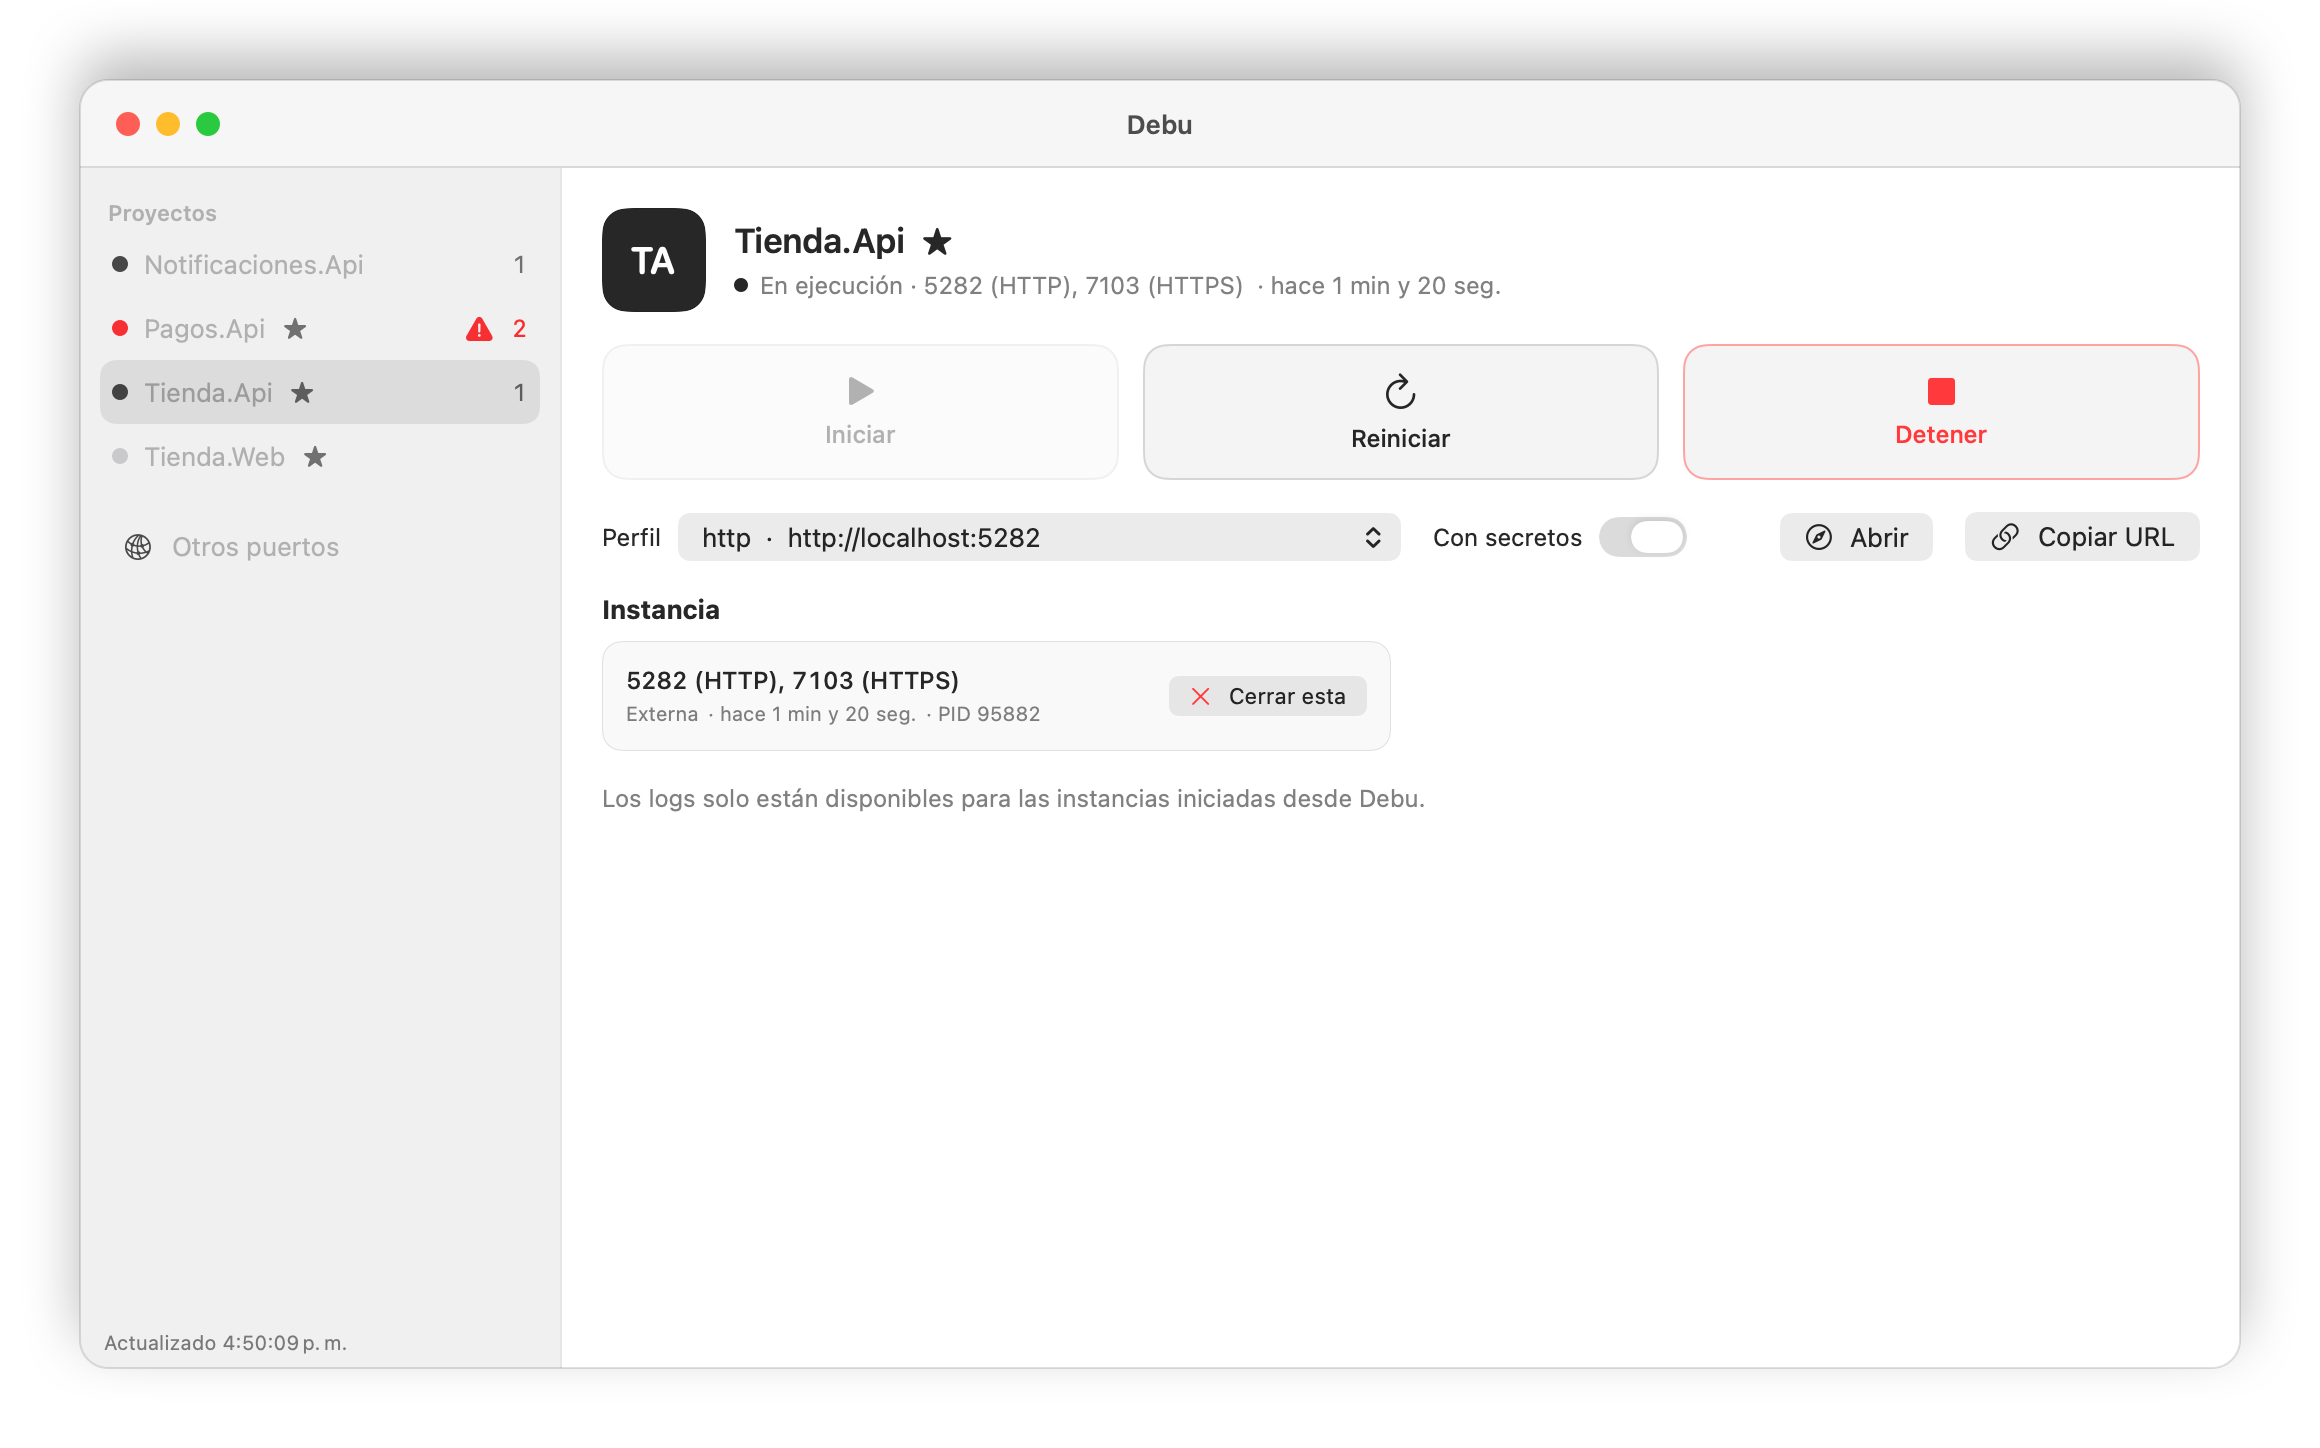 Debu
Proyectos
Notificaciones.Api 1
Pagos.Api 2
Tienda.Api 1
Tienda.Web
Otros puertos
Actualizado 4:50:09 p. m.
TA
Tienda.Api
En ejecución · 5282 (HTTP), 7103 (HTTPS) · hace 1 min y 20 seg.
Iniciar
Reiniciar
Detener
Perfil
http · http://localhost:5282
Con secretos
Abrir
Copiar URL
Instancia
5282 (HTTP), 7103 (HTTPS)
Externa · hace 1 min y 20 seg. · PID 95882
Cerrar esta
Los logs solo están disponibles para las instancias iniciadas desde Debu.